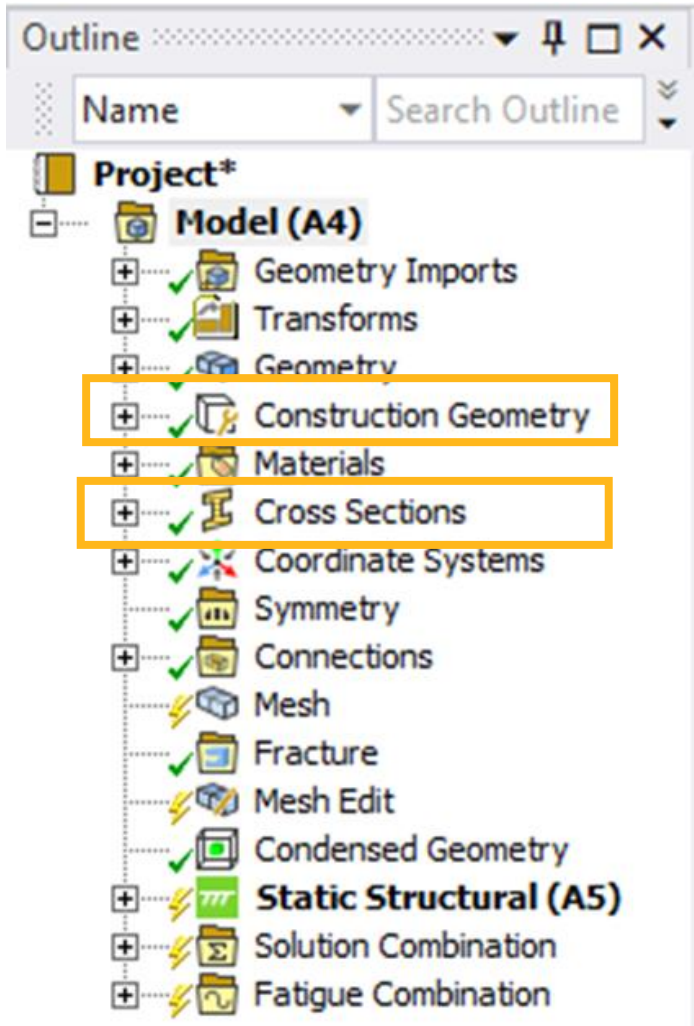 Outline
Name Search Outline
Project*
Model (A4)
Geometry Imports
Transforms
Geometry
Construction Geometry
Materials
Cross Sections
Coordinate Systems
Symmetry
Connections
Mesh
Fracture
Mesh Edit
Condensed Geometry
Static Structural (A5)
Solution Combination
Fatigue Combination